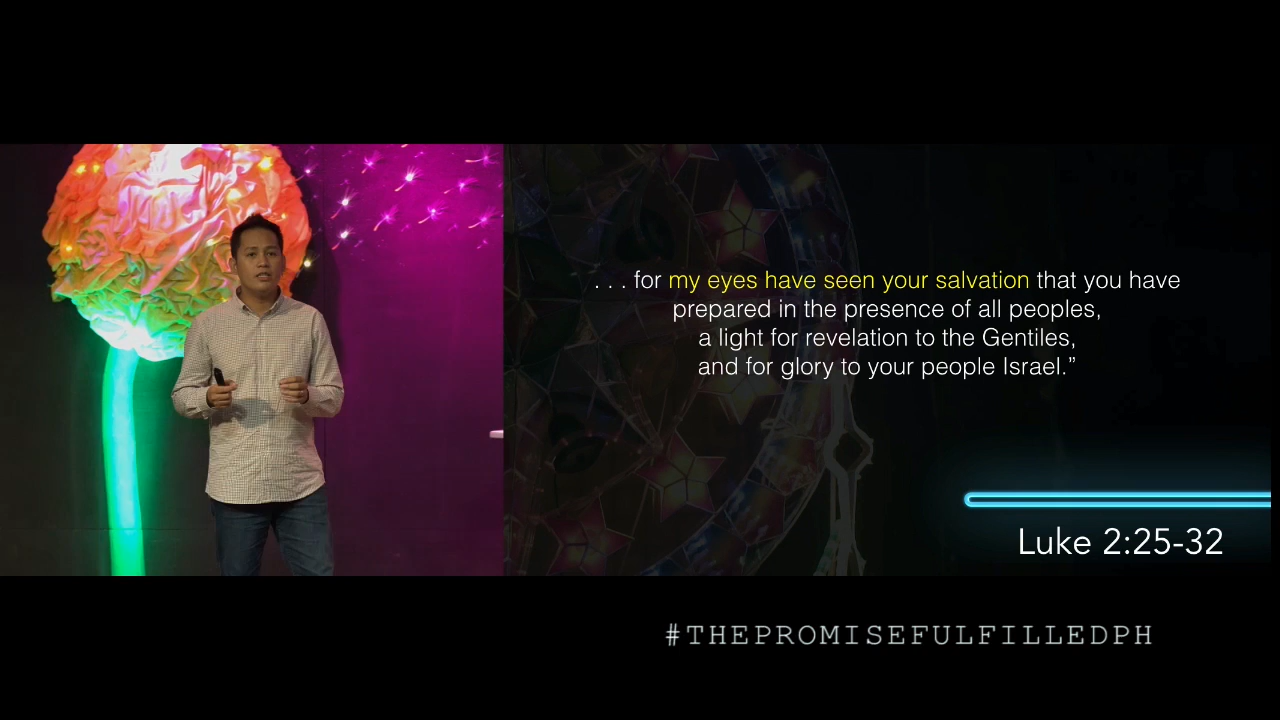 . . . for my eyes have seen your salvation that you have
prepared in the presence of all peoples,
a light for revelation to the Gentiles,
and for glory to your people Israel.”
Luke 2:25-32
#THEPROMISEFULFILLEDPH